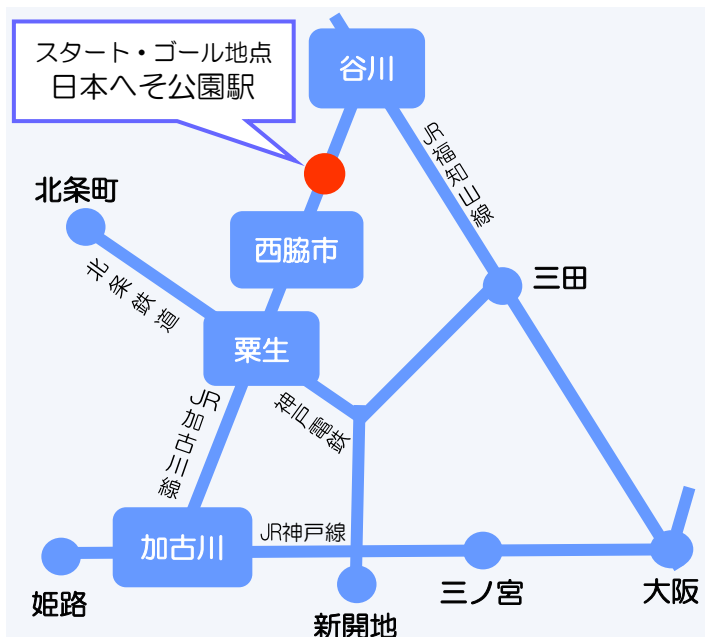 スタート・ゴール地点
日本へそ公園駅
谷川
JR福知山線
北条町
西脇市
三田
北条鉄道
粟生
神戸電鉄
JR加古川線
加古川
JR神戸線
姫路
三ノ宮
大阪
新開地